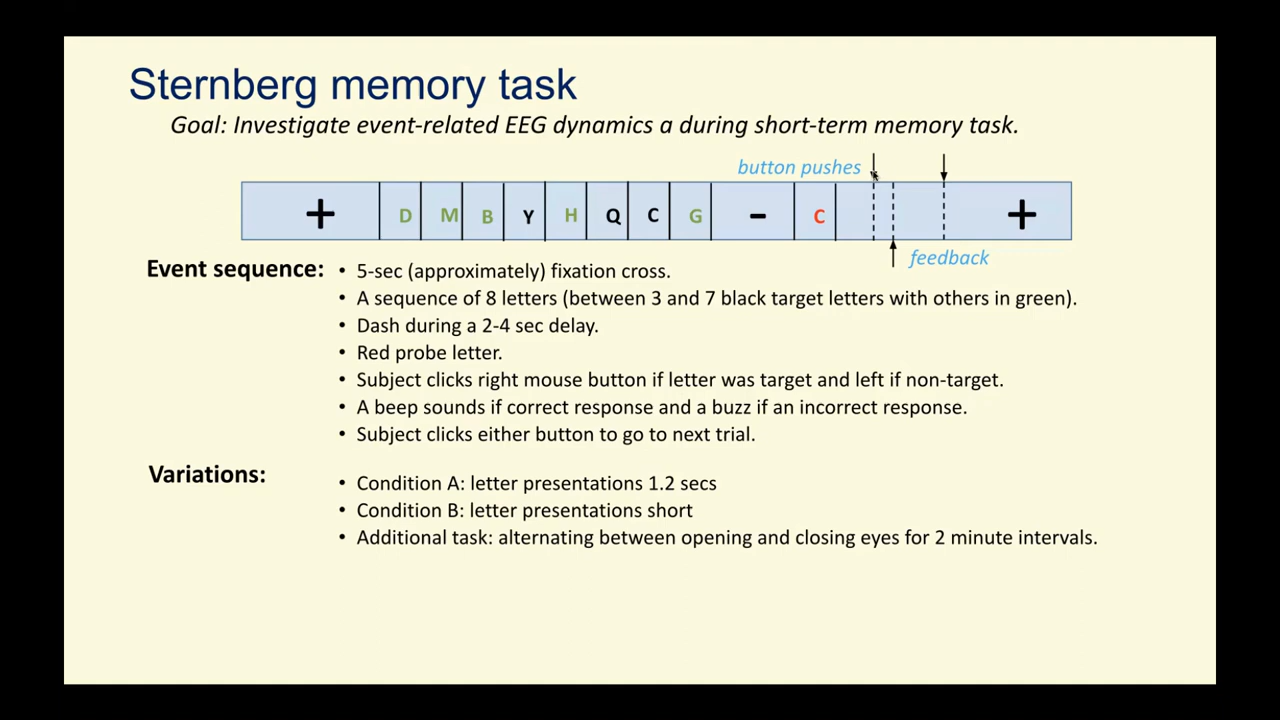 Sternberg memory task
Goal: Investigate event-related EEG dynamics a during short-term memory task.
button pushes
+ D M B Y H Q C G - C +
feedback
Event sequence:
• 5-sec (approximately) fixation cross.
• A sequence of 8 letters (between 3 and 7 black target letters with others in green).
• Dash during a 2-4 sec delay.
• Red probe letter.
• Subject clicks right mouse button if letter was target and left if non-target.
• A beep sounds if correct response and a buzz if an incorrect response.
• Subject clicks either button to go to next trial.
Variations:
• Condition A: letter presentations 1.2 secs
• Condition B: letter presentations short
• Additional task: alternating between opening and closing eyes for 2 minute intervals.